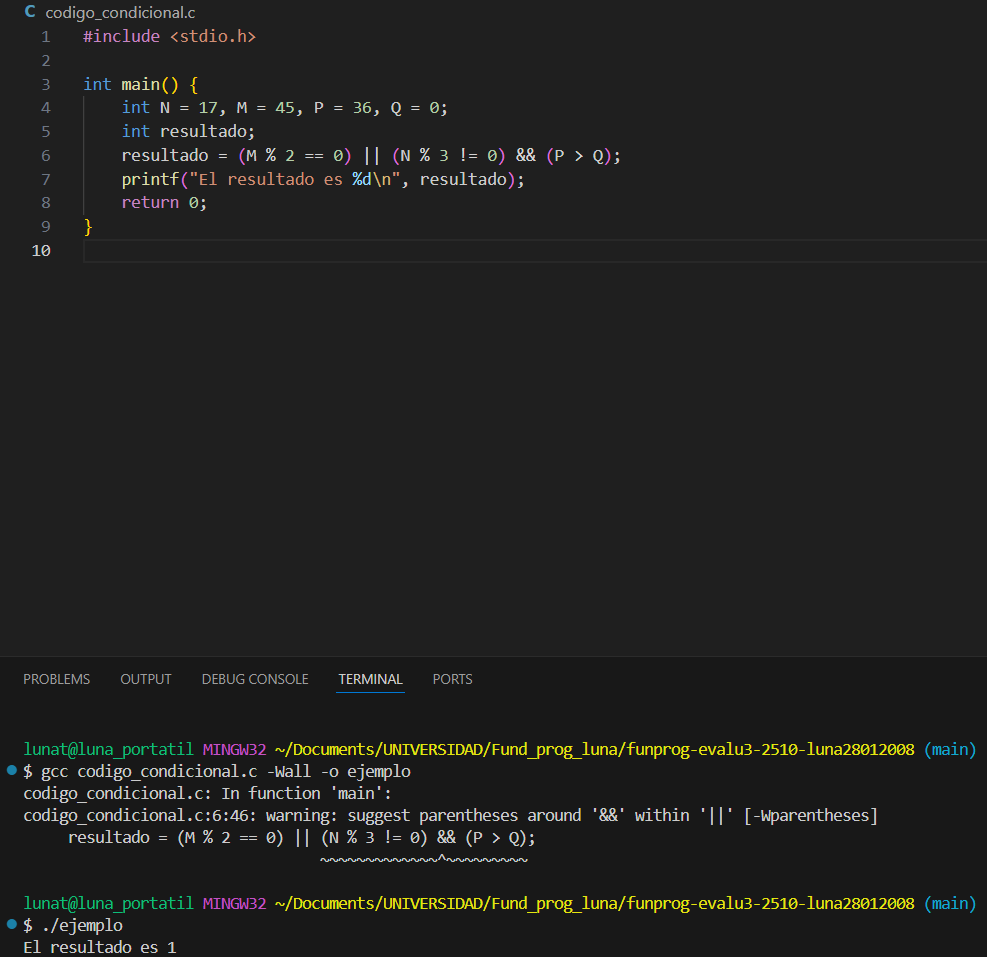 C codigo_condicional.c
1 #include <stdio.h>
2
3 int main() {
4     int N = 17, M = 45, P = 36, Q = 0;
5     int resultado;
6     resultado = (M % 2 == 0) || (N % 3 != 0) && (P > Q);
7     printf("El resultado es %d\n", resultado);
8     return 0;
9 }
10
PROBLEMS OUTPUT DEBUG CONSOLE TERMINAL PORTS
lunat@luna_portatil MINGW32 ~/Documents/UNIVERSIDAD/Fund_prog_luna/funprog-evalu3-2510-luna28012008 (main)
$ gcc codigo_condicional.c -Wall -o ejemplo
codigo_condicional.c: In function 'main':
codigo_condicional.c:6:46: warning: suggest parentheses around '&&' within '||' [-Wparentheses]
     resultado = (M % 2 == 0) || (N % 3 != 0) && (P > Q);
                                 ~~~~~~~~~~~~~^~~~~~~~~~
lunat@luna_portatil MINGW32 ~/Documents/UNIVERSIDAD/Fund_prog_luna/funprog-evalu3-2510-luna28012008 (main)
$ ./ejemplo
El resultado es 1